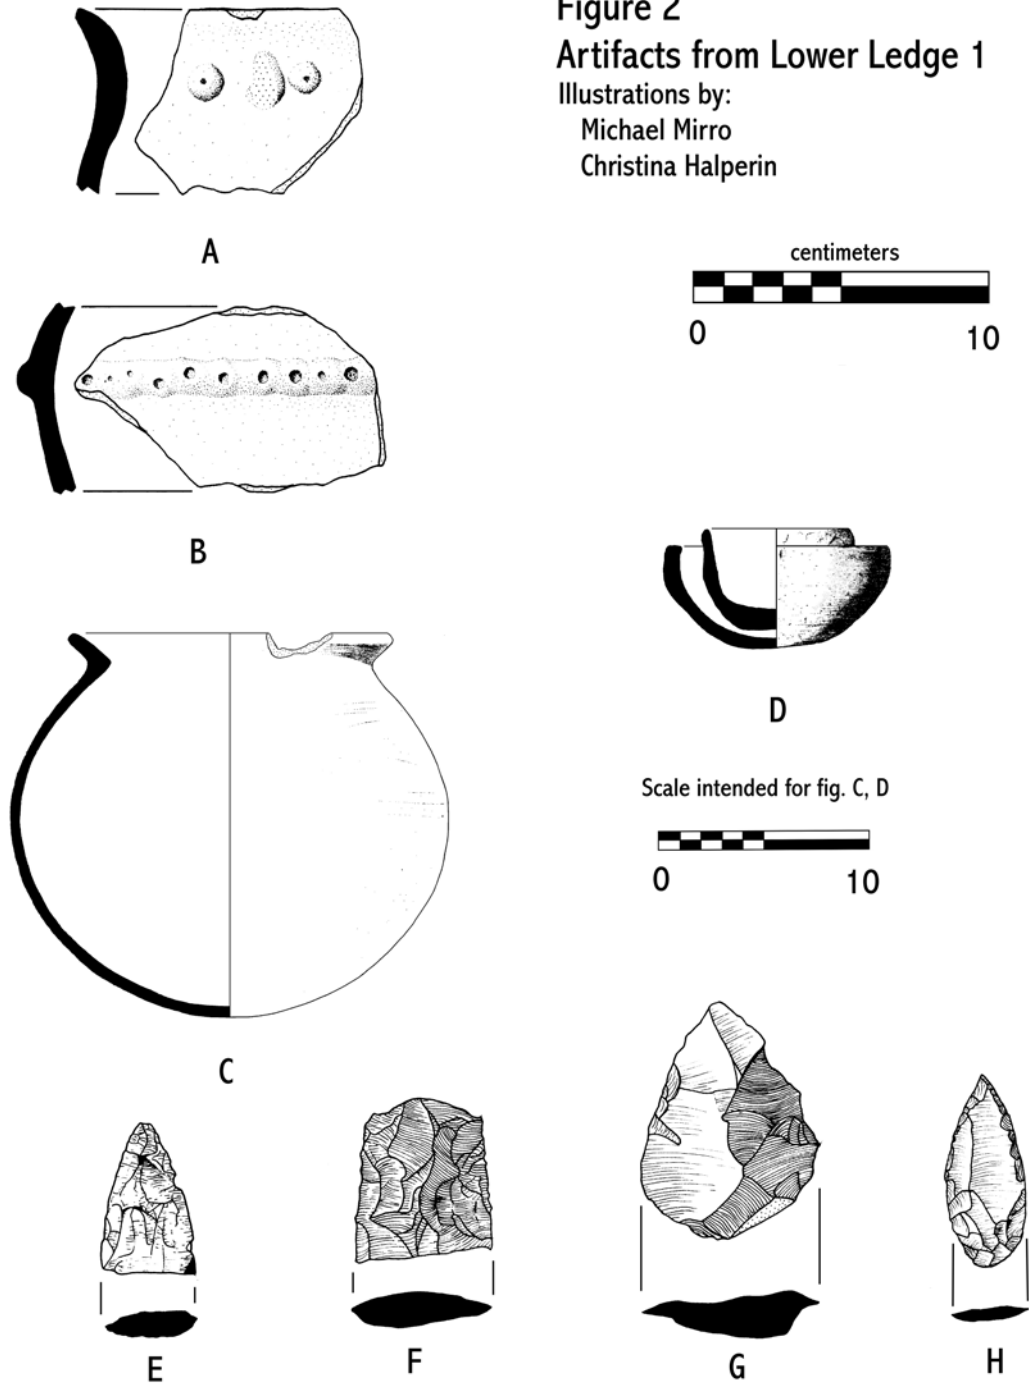 Figure 2
Artifacts from Lower Ledge 1
Illustrations by:
Michael Mirro
Christina Halperin
A
centimeters
0 10
B
D
Scale intended for fig. C, D
0 10
C
E F G H